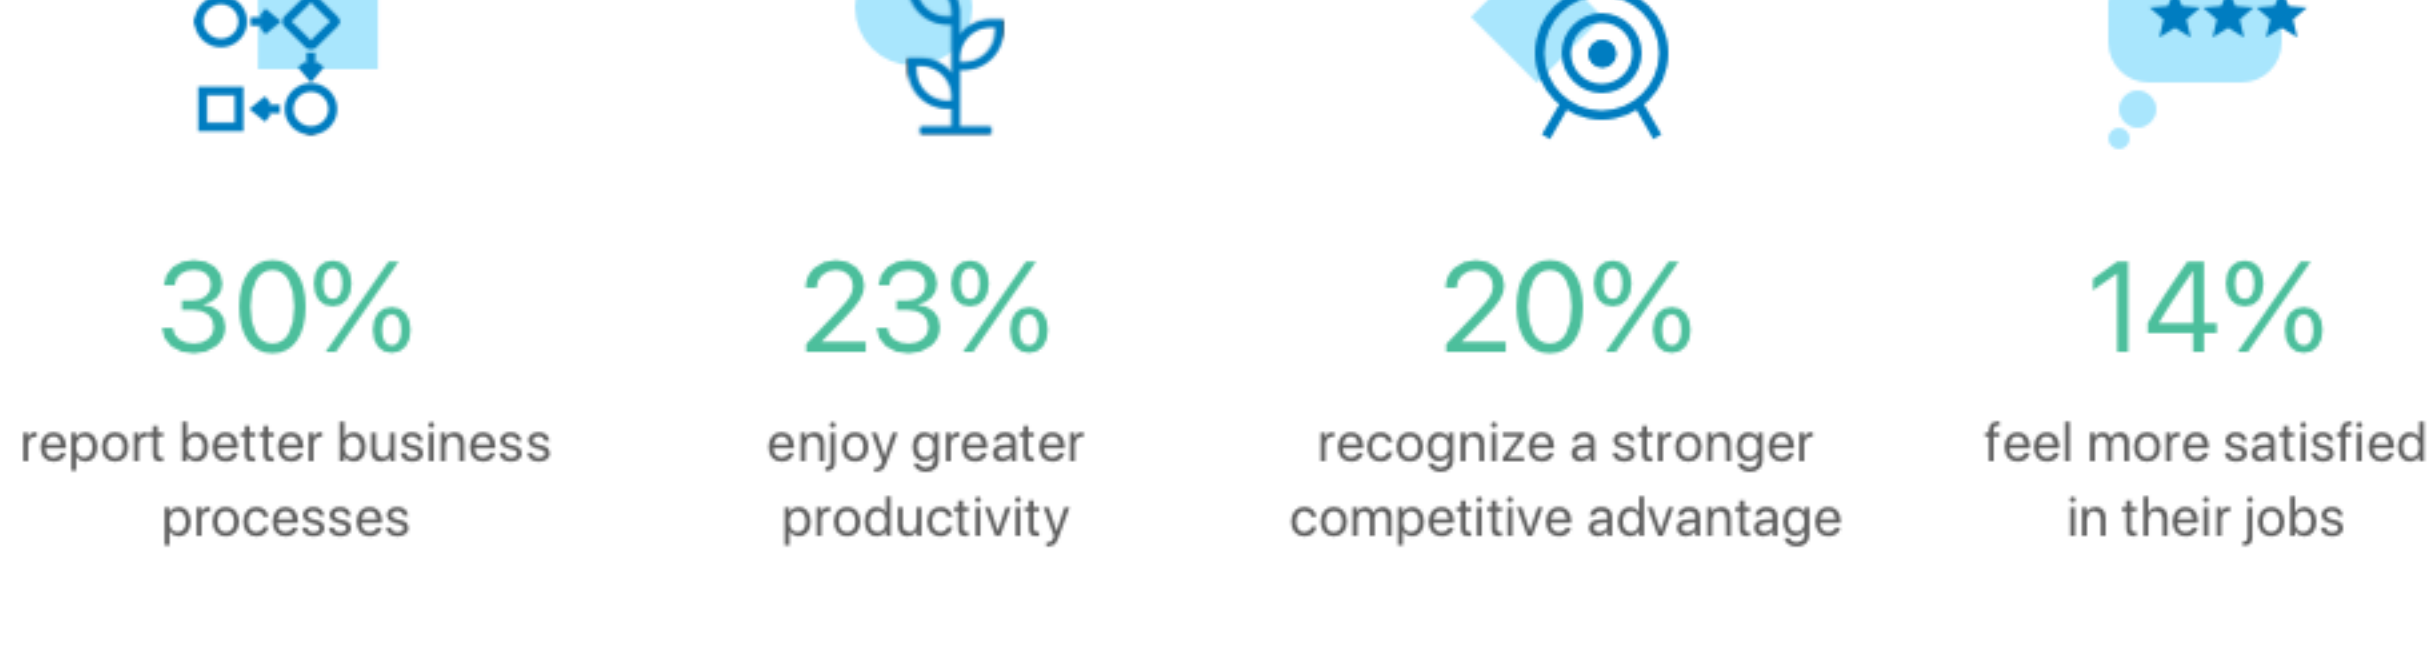 30%
report better business
processes
23%
enjoy greater
productivity
20%
recognize a stronger
competitive advantage
14%
feel more satisfied
in their jobs